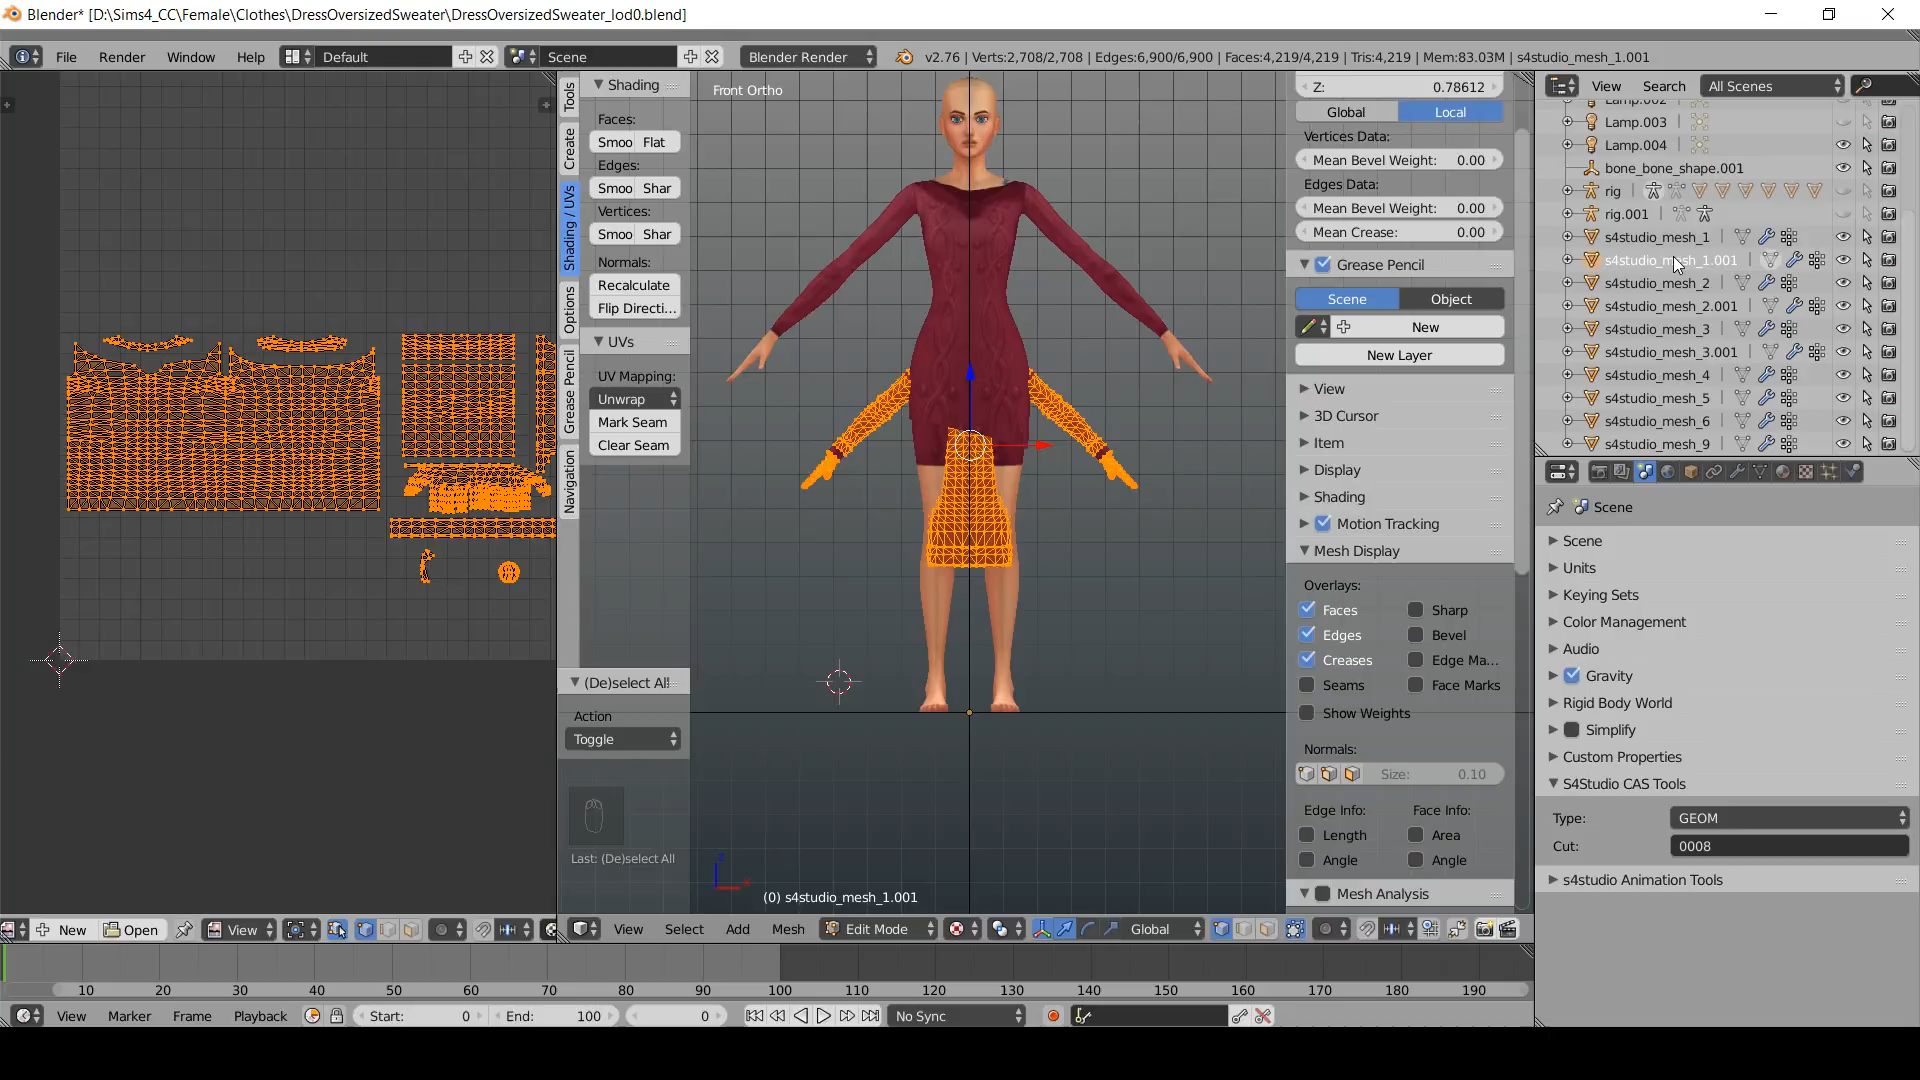 Blender* [D:\Sims4_CC\Female\Clothes\DressOversizedSweater\DressOversizedSweater_lod0.blend]
File Render Window Help Default Scene Blender Render v2.76 | Verts:2,708/2,708 | Edges:6,900/6,900 | Faces:4,219/4,219 | Tris:4,219 | Mem:83.03M | s4studio_mesh_1.001
Tools
Create
Shading / UVs
Options
Grease Pencil
Navigation
Shading
Faces:
Smoo Flat
Edges:
Smoo Shar
Vertices:
Smoo Shar
Normals:
Recalculate
Flip Directi...
UVs
UV Mapping:
Unwrap
Mark Seam
Clear Seam
(De)select All
Action
Toggle
Last: (De)select All
Front Ortho
(0) s4studio_mesh_1.001
Z: 0.78612
Global Local
Vertices Data:
Mean Bevel Weight: 0.00
Edges Data:
Mean Bevel Weight: 0.00
Mean Crease: 0.00
Grease Pencil
Scene Object
New
New Layer
View
3D Cursor
Item
Display
Shading
Motion Tracking
Mesh Display
Overlays:
Faces Sharp
Edges Bevel
Creases Edge Ma...
Seams Face Marks
Show Weights
Normals:
Size: 0.10
Edge Info: Face Info:
Length Area
Angle Angle
Mesh Analysis
View Search All Scenes
Lamp.002
Lamp.003
Lamp.004
bone_bone_shape.001
rig
rig.001
s4studio_mesh_1
s4studio_mesh_1.001
s4studio_mesh_2
s4studio_mesh_2.001
s4studio_mesh_3
s4studio_mesh_3.001
s4studio_mesh_4
s4studio_mesh_5
s4studio_mesh_6
s4studio_mesh_9
Scene
Scene
Units
Keying Sets
Color Management
Audio
Gravity
Rigid Body World
Simplify
Custom Properties
S4Studio CAS Tools
Type: GEOM
Cut: 0008
s4studio Animation Tools
New Open View
View Select Add Mesh Edit Mode Global
10 20 30 40 50 60 70 80 90 100 110 120 130 140 150 160 170 180 190
View Marker Frame Playback Start: 0 End: 100 0 No Sync